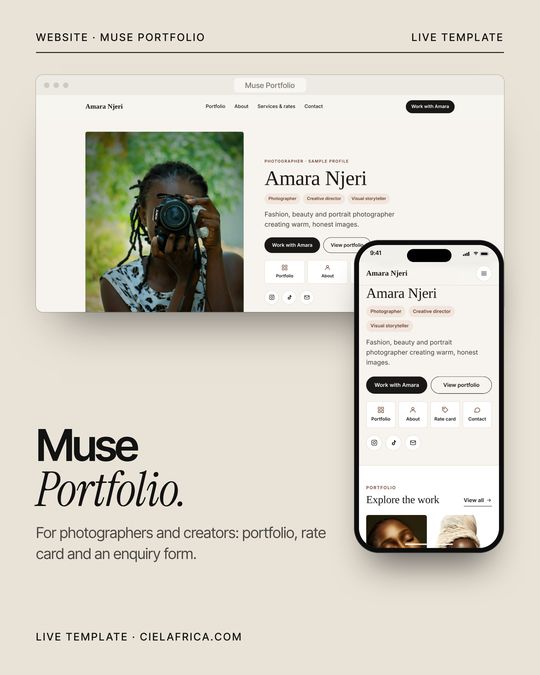 WEBSITE · MUSE PORTFOLIO
LIVE TEMPLATE
Muse Portfolio
Amara Njeri
Portfolio
About
Services & rates
Contact
Work with Amara
PHOTOGRAPHER · SAMPLE PROFILE
Amara Njeri
Photographer
Creative director
Visual storyteller
Fashion, beauty and portrait photographer
creating warm, honest images.
Work with Amara
View portfolio
Portfolio
About
9:41
Amara Njeri
Amara Njeri
Photographer
Creative director
Visual storyteller
Fashion, beauty and portrait
photographer creating warm, honest
images.
Work with Amara
View portfolio
Portfolio
About
Rate card
Contact
PORTFOLIO
Explore the work
View all →
Muse
Portfolio.
For photographers and creators: portfolio, rate
card and an enquiry form.
LIVE TEMPLATE · CIELAFRICA.COM